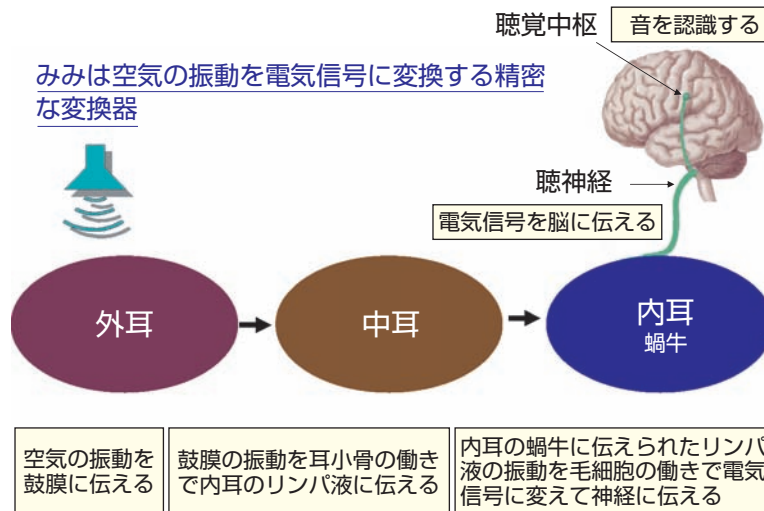 聴覚中枢
音を認識する
みみは空気の振動を電気信号に変換する精密
な変換器
聴神経
電気信号を脳に伝える
外耳
中耳
内耳
蝸牛
空気の振動を
鼓膜に伝える
鼓膜の振動を耳小骨の働き
で内耳のリンパ液に伝える
内耳の蝸牛に伝えられたリンパ
液の振動を毛細胞の働きで電気
信号に変えて神経に伝える